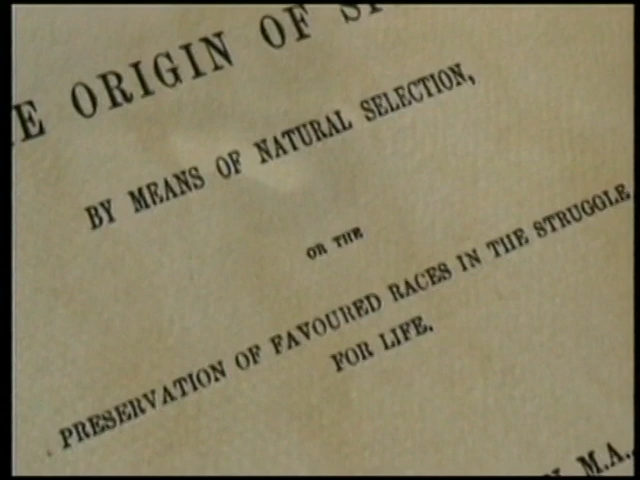 E ORIGIN OF S
BY MEANS OF NATURAL SELECTION,
OR THE
PRESERVATION OF FAVOURED RACES IN THE STRUGGLE
FOR LIFE.
M.A.,